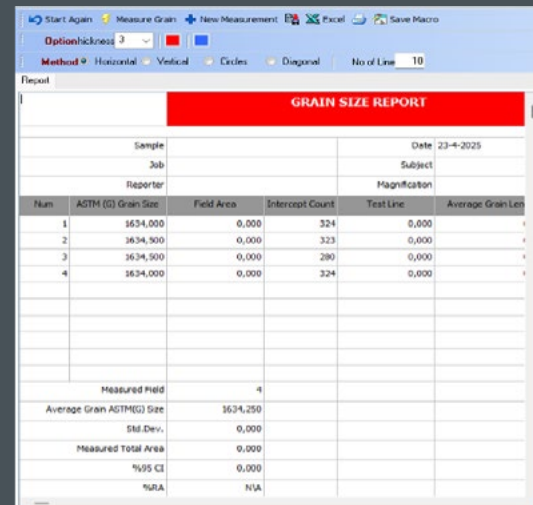 Start Again Measure Grain New Measurement Excel Save Macro
Optionhickness 3
Method Horizontal Vertical Circles Diagonal No of Line 10
Report
GRAIN SIZE REPORT
Sample Date 23-4-2025
Job Subject
Reporter Magnification
Num ASTM (G) Grain Size Field Area Intercept Count Test Line Average Grain Len
1 1634,000 0,000 324 0,000
2 1634,500 0,000 323 0,000
3 1634,500 0,000 280 0,000
4 1634,000 0,000 324 0,000
Measured Field 4
Average Grain ASTM(G) Size 1634,250
Std.Dev. 0,000
Measured Total Area 0,000
%95 CI 0,000
%RA N\A